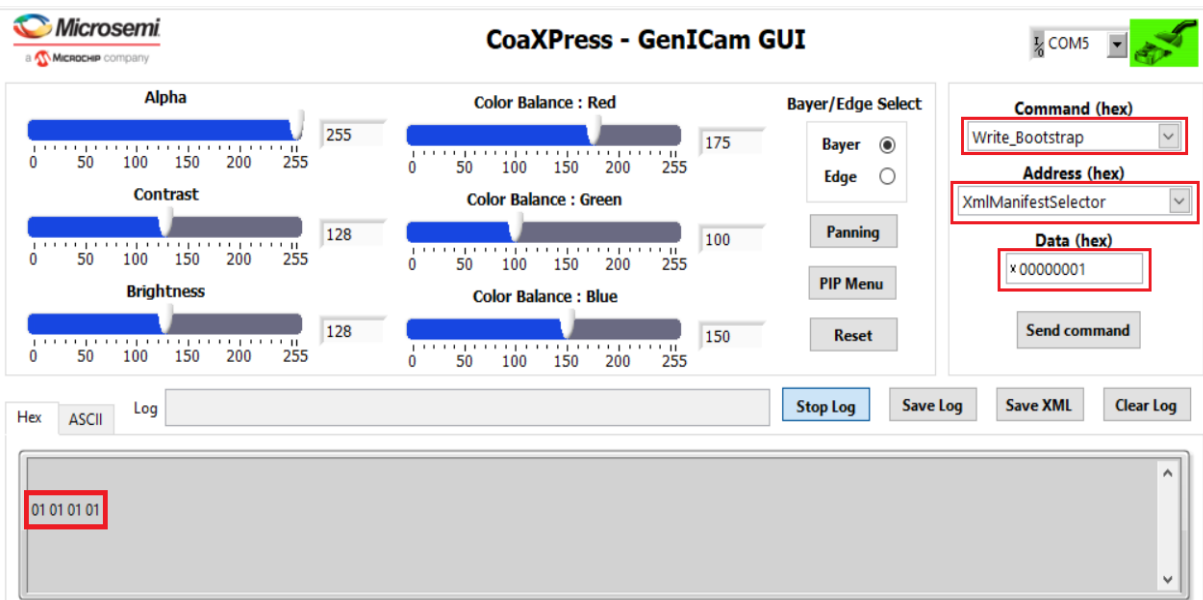 Microsemi
a MICROCHIP company
CoaXPress - GenICam GUI
I/O COM5
Alpha
255
0 50 100 150 200 255
Contrast
128
0 50 100 150 200 255
Brightness
128
0 50 100 150 200 255
Color Balance : Red
175
0 50 100 150 200 255
Color Balance : Green
100
0 50 100 150 200 255
Color Balance : Blue
150
0 50 100 150 200 255
Bayer/Edge Select
Bayer
Edge
Panning
PIP Menu
Reset
Command (hex)
Write_Bootstrap
Address (hex)
XmlManifestSelector
Data (hex)
x 00000001
Send command
Hex ASCII Log
Stop Log Save Log Save XML Clear Log
01 01 01 01